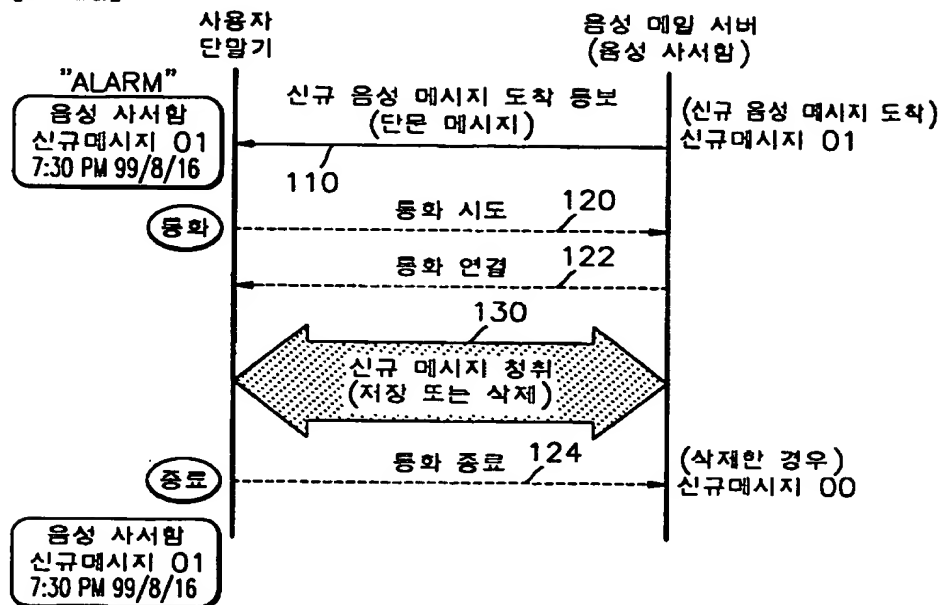 사용자
단말기
음성 메일 서버
(음성 사서함)
"ALARM"
음성 사서함
신규메시지 01
7:30 PM 99/8/16
신규 음성 메시지 도착 통보
(단문 메시지)
110
(신규 음성 메시지 도착)
신규메시지 01
통화
통화 시도
120
통화 연결
122
130
신규 메시지 청취
(저장 또는 삭제)
종료
통화 종료
124
(삭제한 경우)
신규메시지 00
음성 사서함
신규메시지 01
7:30 PM 99/8/16